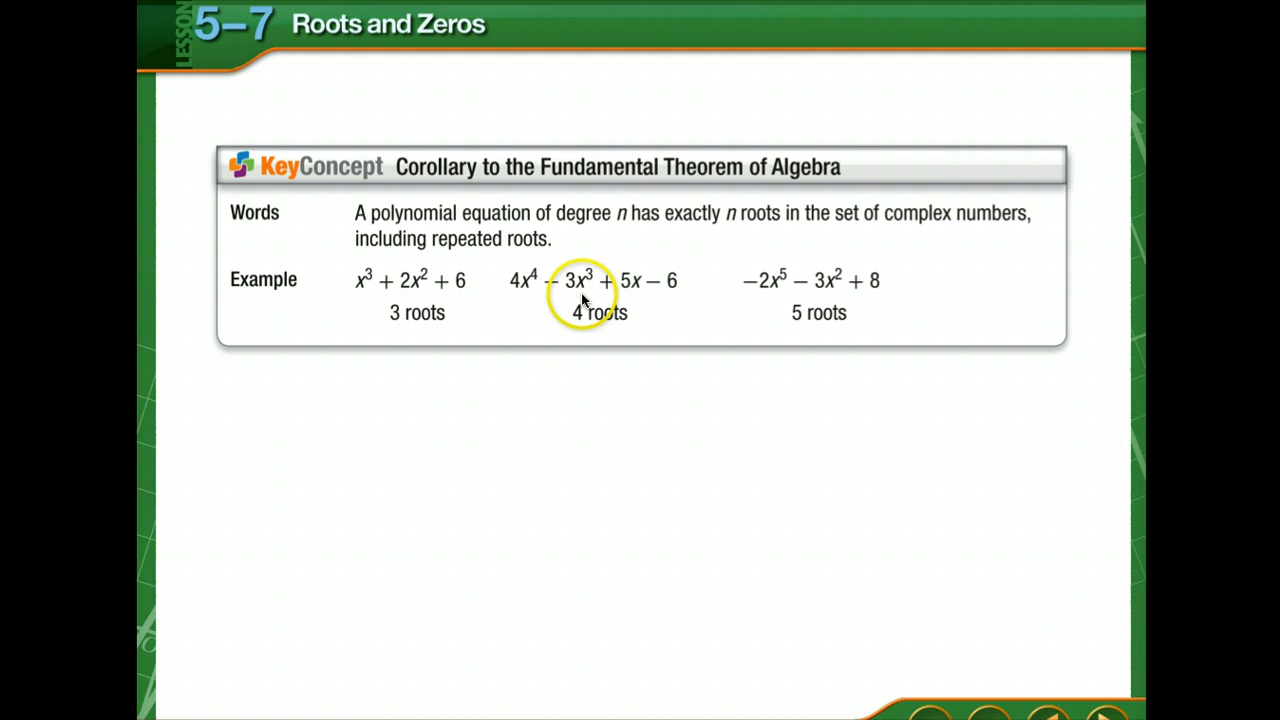 LESSON 5–7 Roots and Zeros
KeyConcept Corollary to the Fundamental Theorem of Algebra
Words A polynomial equation of degree n has exactly n roots in the set of complex numbers,
including repeated roots.
Example x³ + 2x² + 6 4x⁴ – 3x³ + 5x – 6 –2x⁵ – 3x² + 8
3 roots 4 roots 5 roots